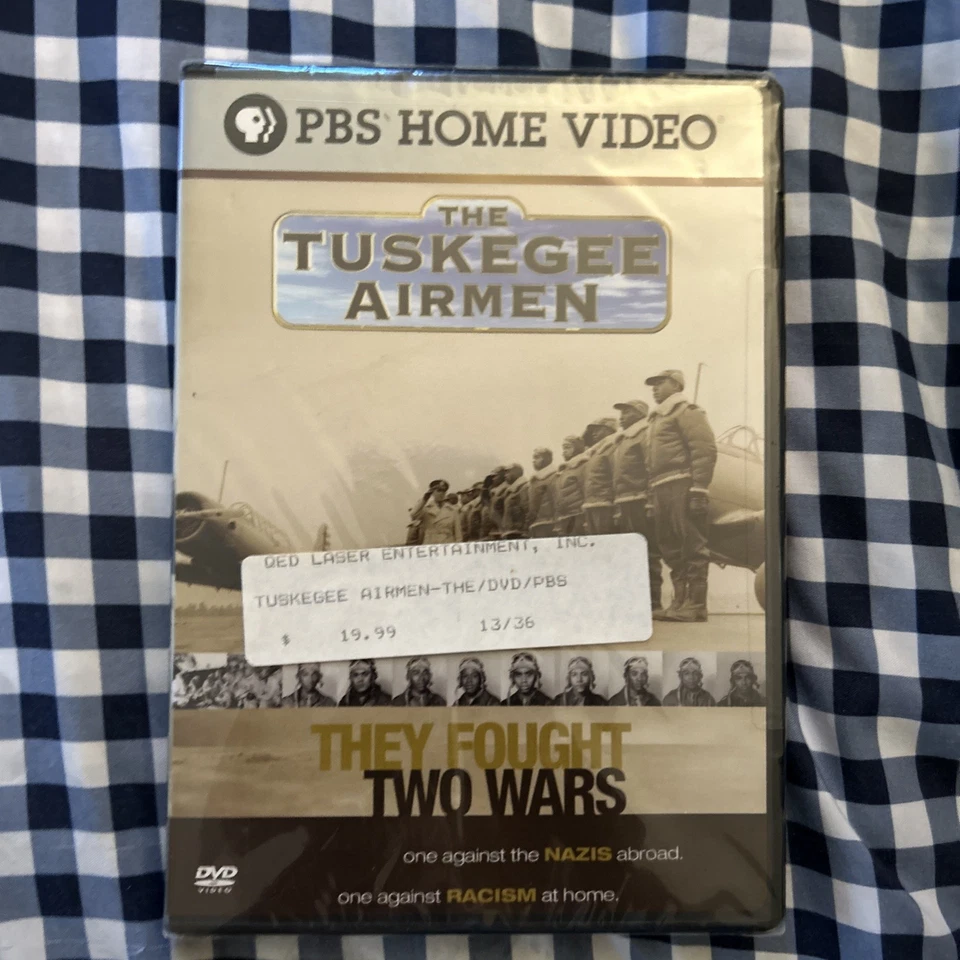 PBS HOME VIDEO
THE
TUSKEGEE
AIRMEN
QED LASER ENTERTAINMENT, INC.
TUSKEGEE AIRMEN-THE/DVD/PBS
$ 19.99 13/36
THEY FOUGHT
TWO WARS
one against the NAZIS abroad.
DVD
VIDEO
one against RACISM at home.